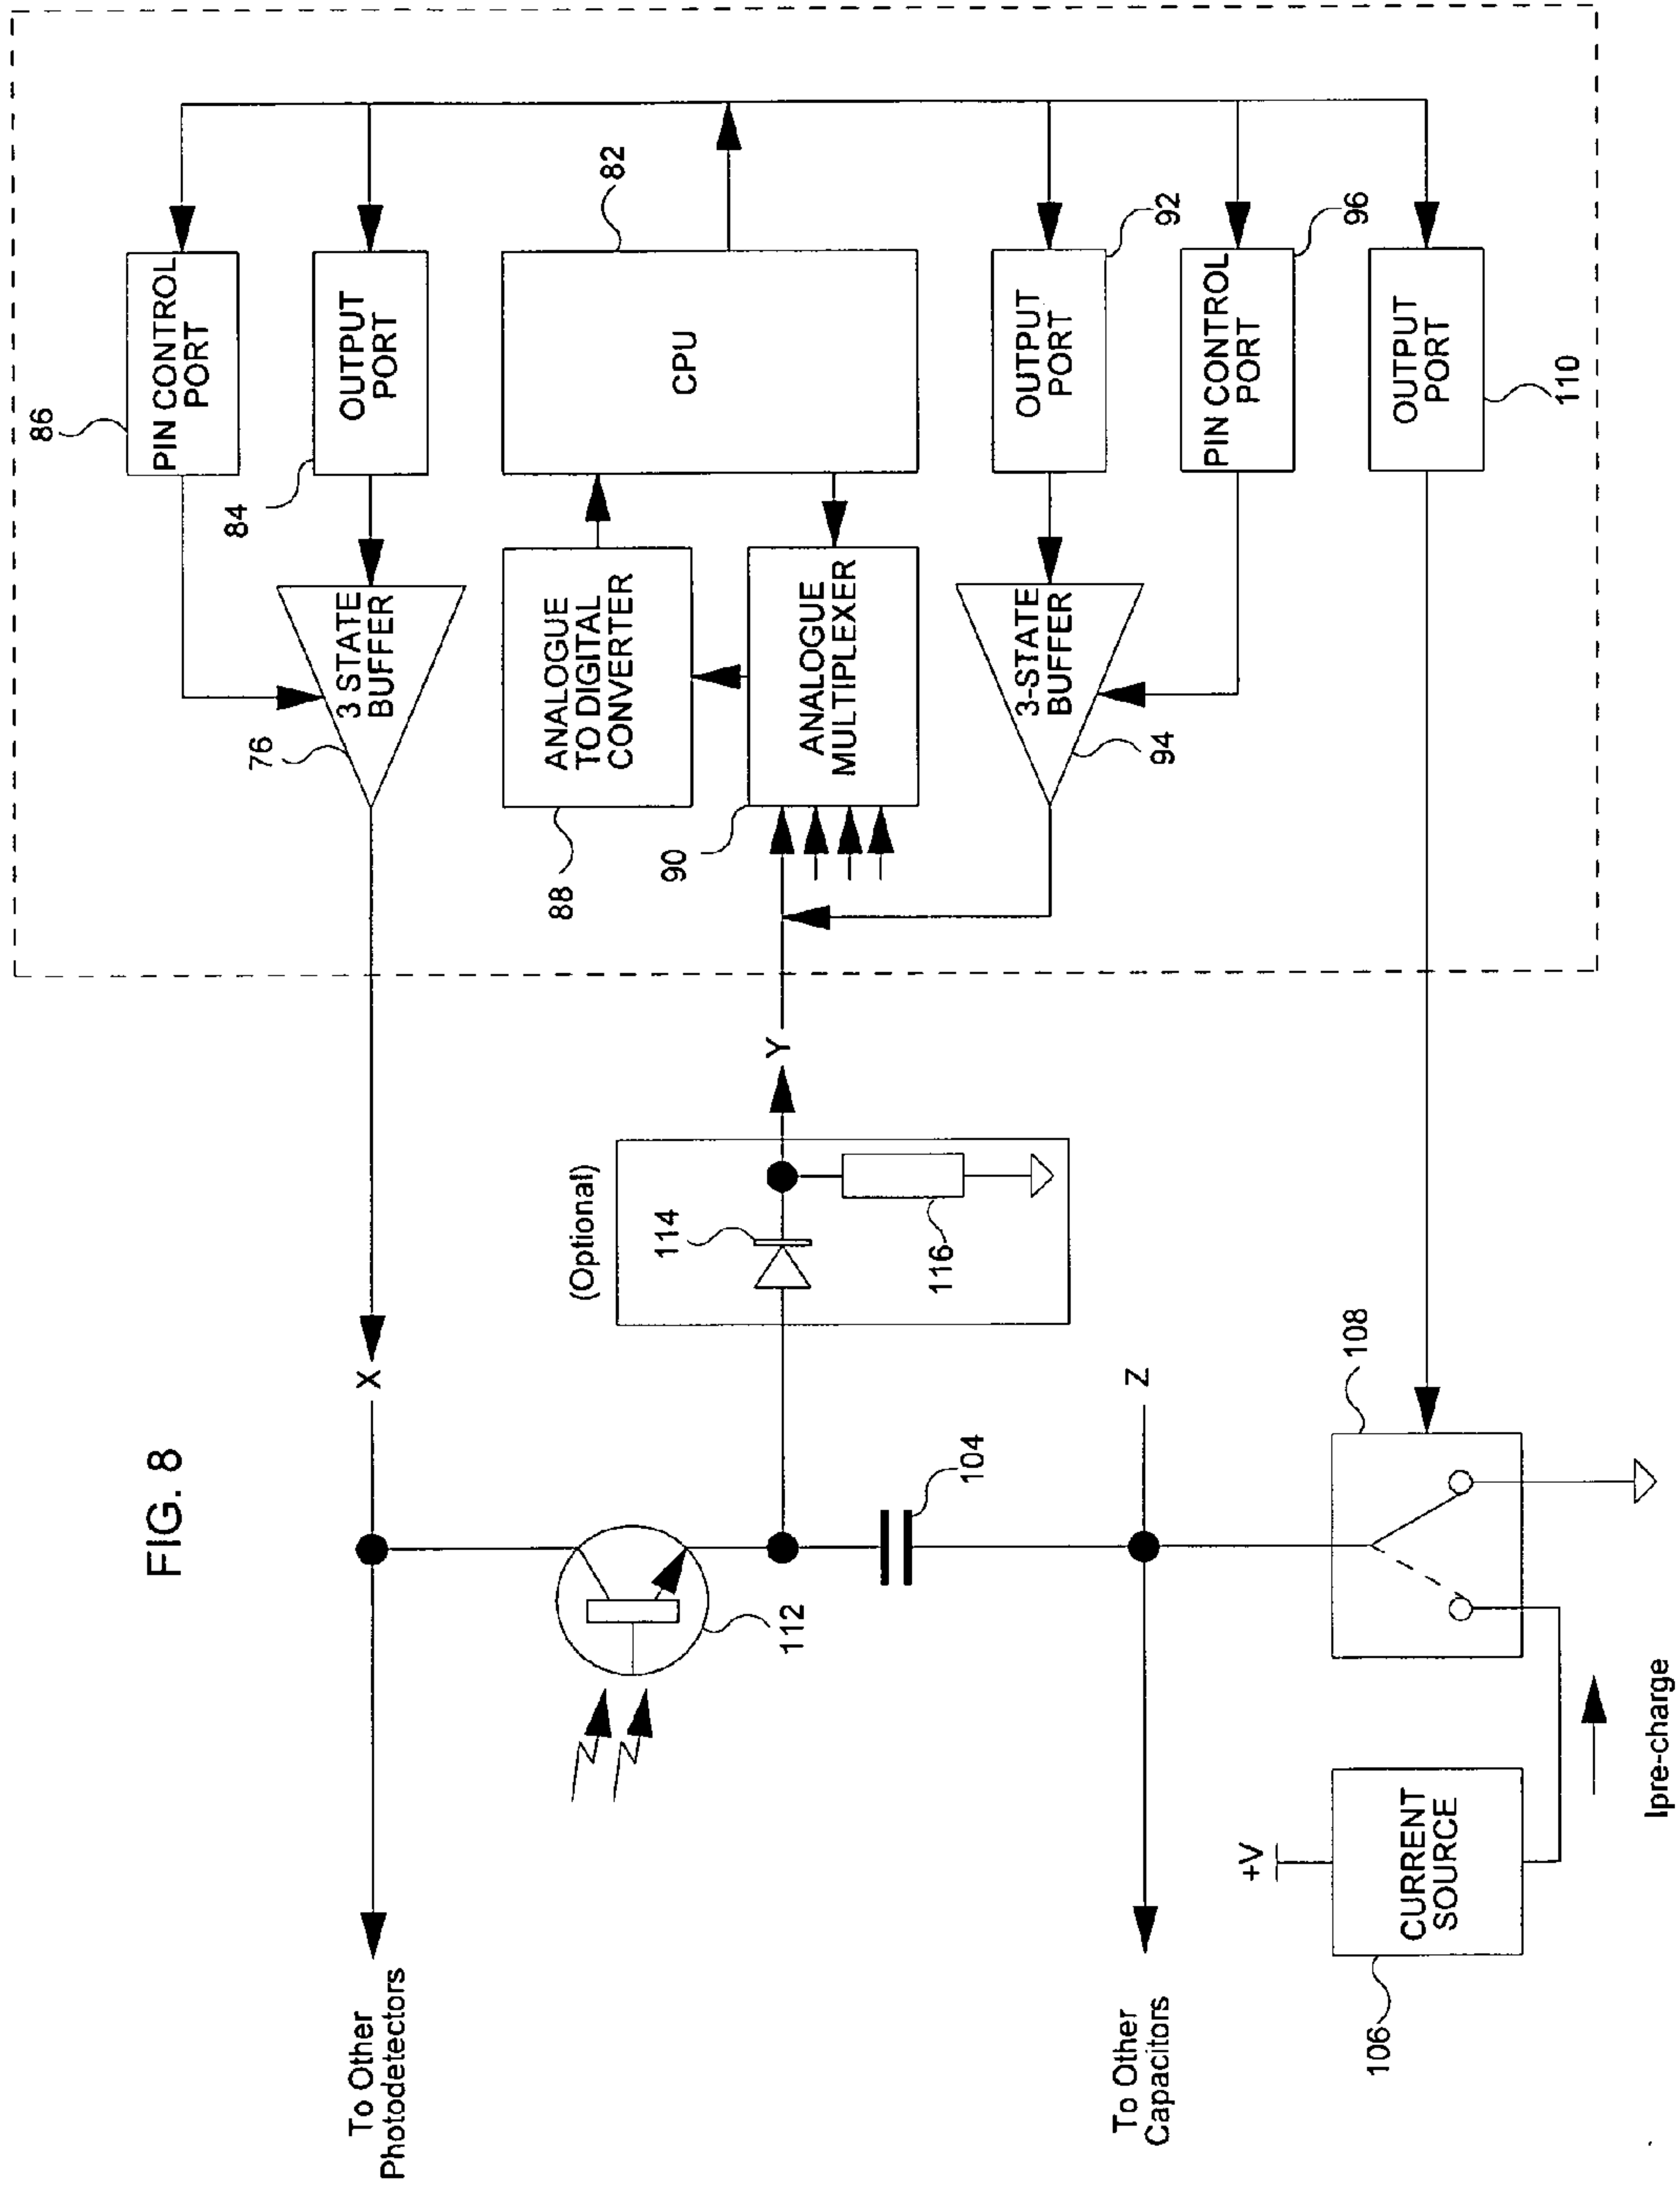 FIG. 8
86
PIN CONTROL
PORT
84
OUTPUT
PORT
76
3 STATE
BUFFER
82
CPU
88
ANALOGUE
TO DIGITAL
CONVERTER
90
ANALOGUE
MULTIPLEXER
92
OUTPUT
PORT
94
3-STATE
BUFFER
96
PIN CONTROL
PORT
110
OUTPUT
PORT
X
Y
Z
(Optional)
114
116
112
104
108
To Other
Photodetectors
To Other
Capacitors
+V
CURRENT
SOURCE
106
Ipre-charge